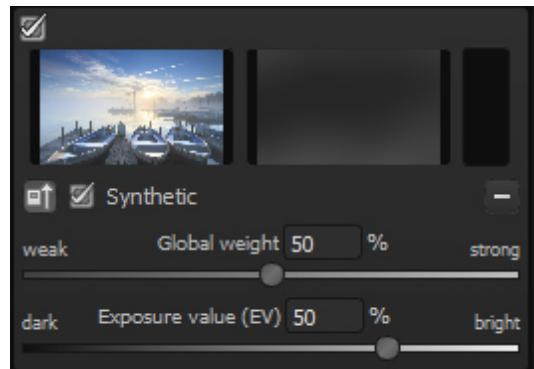 Synthetic
weak Global weight 50 % strong
dark Exposure value (EV) 50 % bright